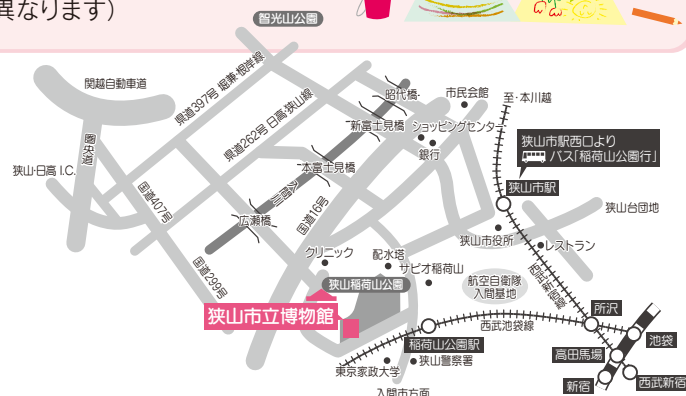 異なります)
智光山公園
関越自動車道
県道397号 堀兼・根岸線
昭代橋
市民会館
至・本川越
新富士見橋
ショッピングセンター
県道262号 日高・狭山線
銀行
狭山市駅西口より
バス「稲荷山公園行」
圏央道
狭山・日高 I.C.
本富士見橋
狭山市駅
国道407号
入間川
国道16号
狭山台団地
広瀬橋
狭山市役所
レストラン
クリニック
配水塔
サピオ稲荷山
国道299号
狭山稲荷山公園
航空自衛隊
入間基地
西武新宿線
狭山市立博物館
所沢
西武池袋線
池袋
稲荷山公園駅
高田馬場
狭山警察署
東京家政大学
新宿
西武新宿
入間市方面